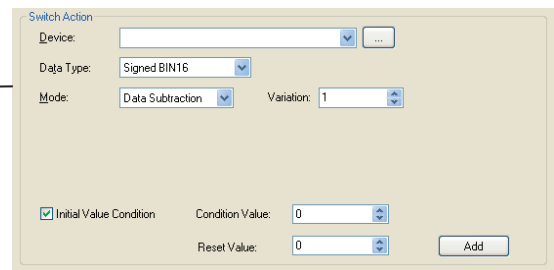 Switch Action
Device: ...
Data Type: Signed BIN16
Mode: Data Subtraction Variation: 1
Initial Value Condition Condition Value: 0
Reset Value: 0 Add